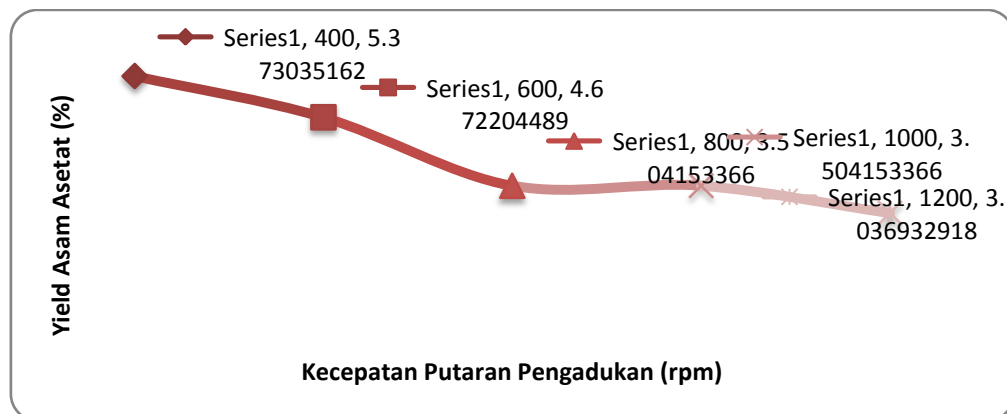 Series1, 400, 5.3
73035162
Series1, 600, 4.6
72204489
Series1, 800, 3.5
04153366
Series1, 1000, 3.
504153366
Series1, 1200, 3.
036932918
Yield Asam Asetat (%)
Kecepatan Putaran Pengadukan (rpm)